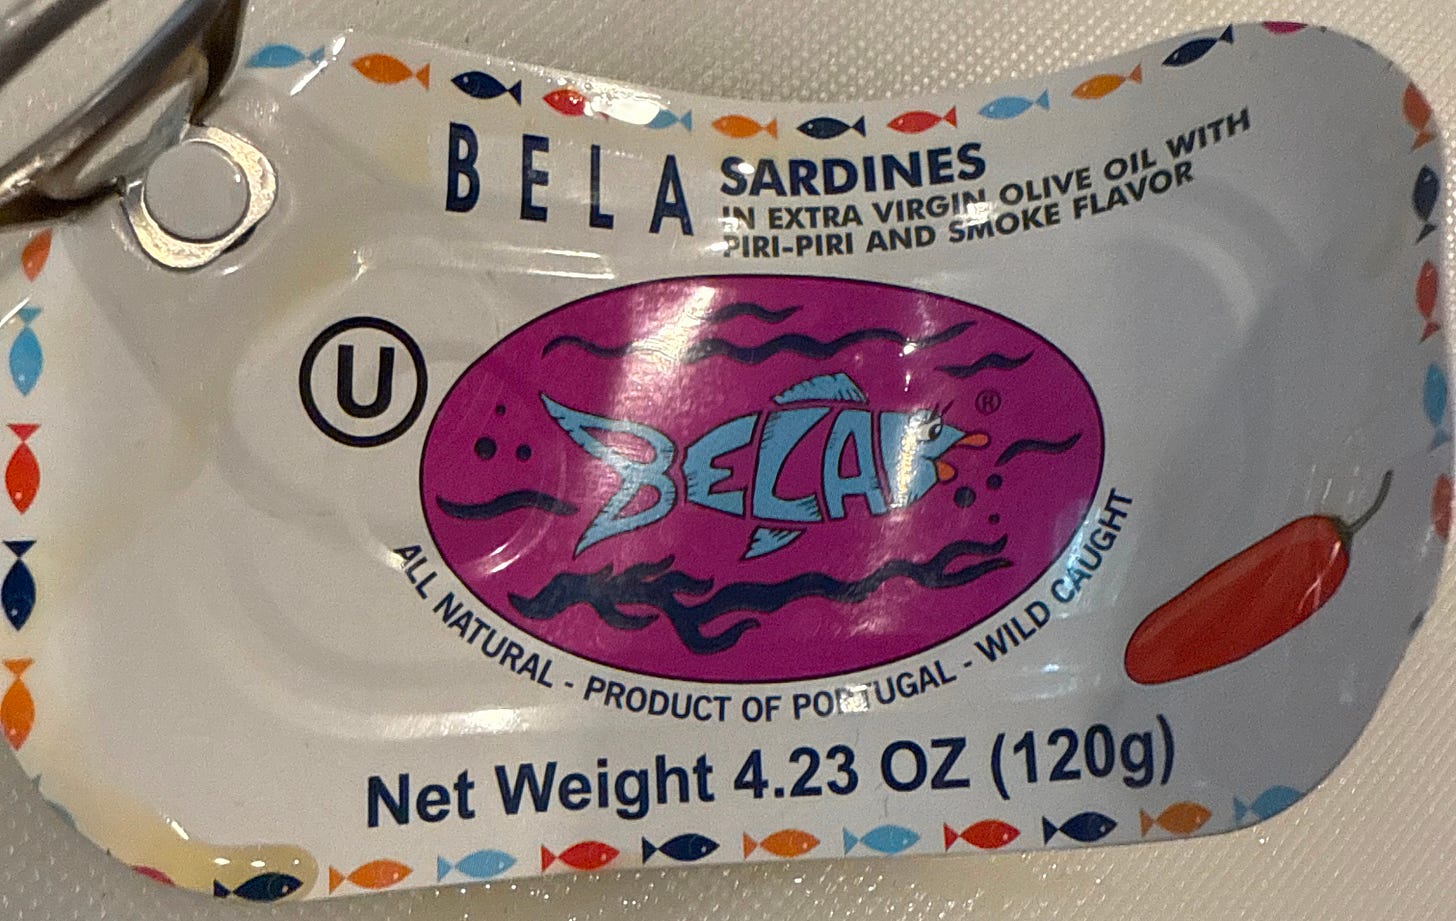 BELA SARDINES
IN EXTRA VIRGIN OLIVE OIL WITH
PIRI-PIRI AND SMOKE FLAVOR
U
BELA ®
ALL NATURAL - PRODUCT OF PORTUGAL - WILD CAUGHT
Net Weight 4.23 OZ (120g)